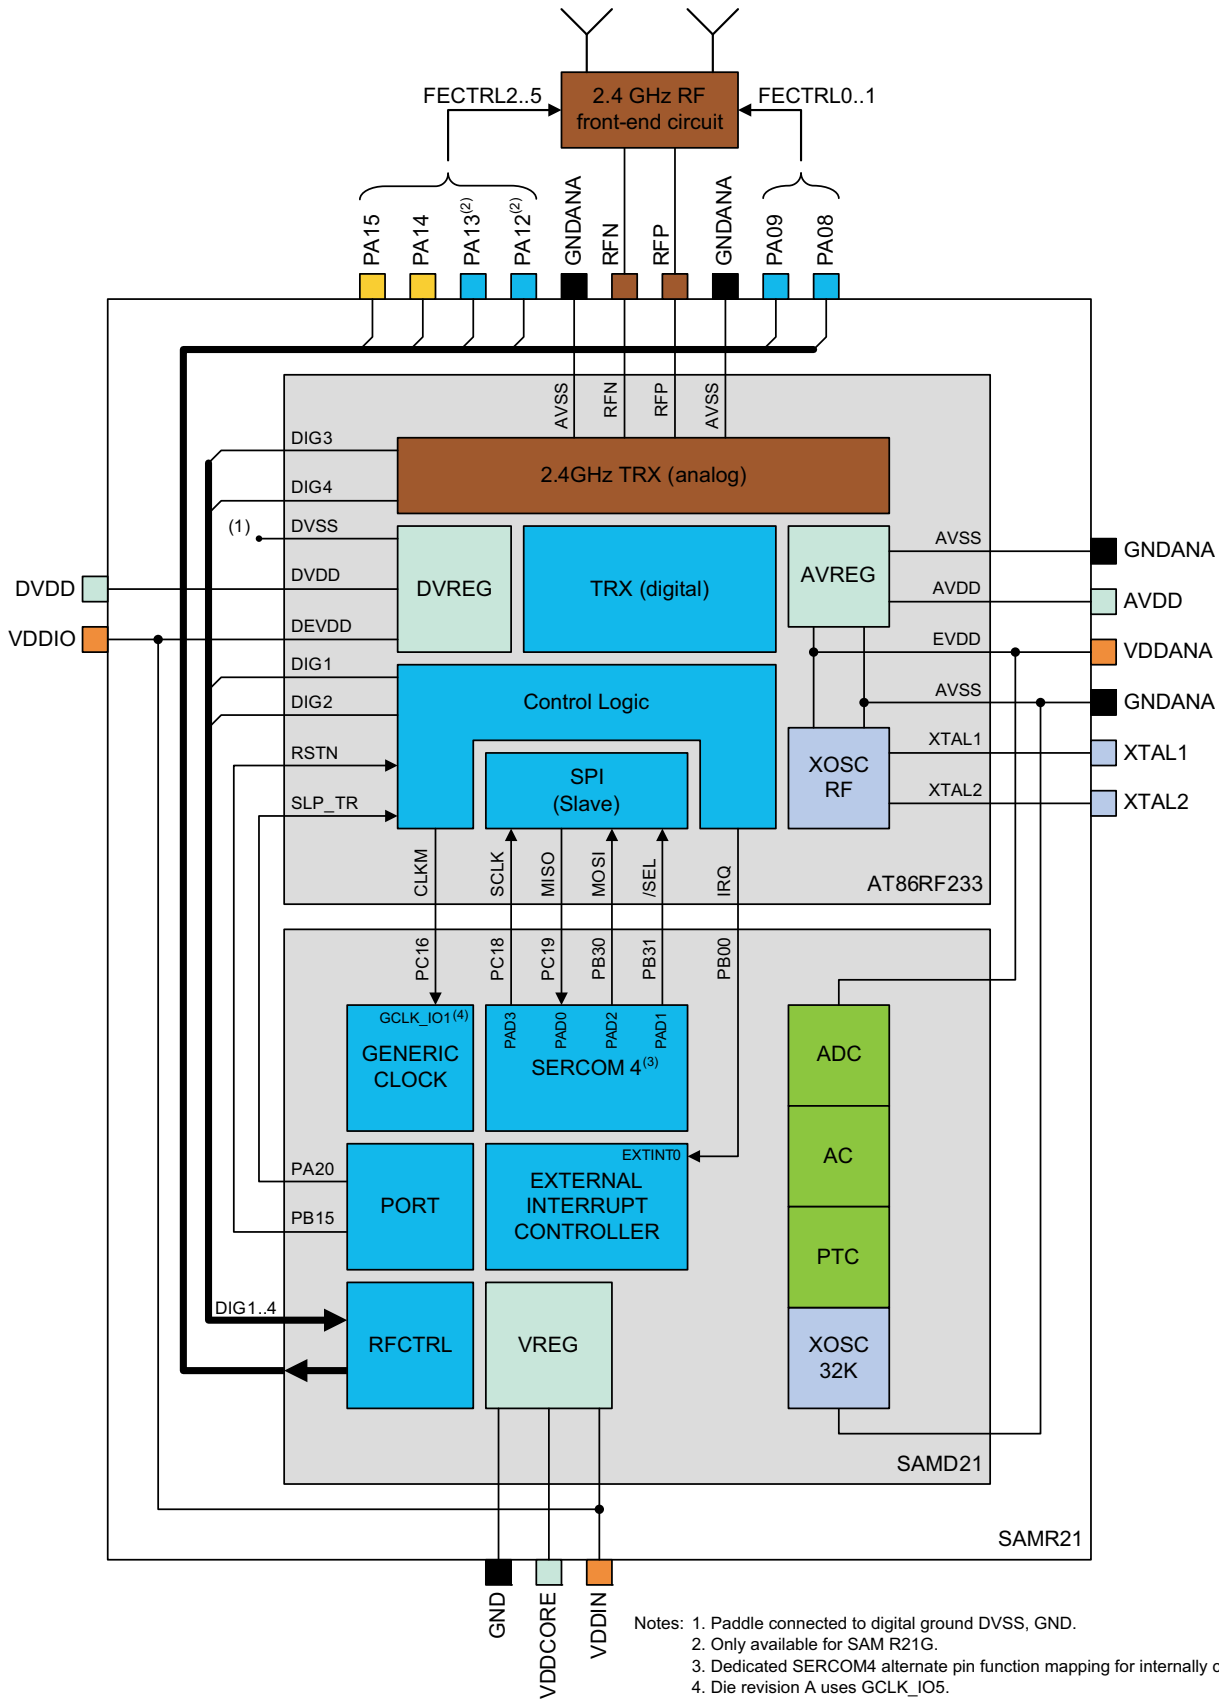 FECTRL2..5
2.4 GHz RF
front-end circuit
FECTRL0..1
PA15
PA14
PA13(2)
PA12(2)
GNDANA
RFN
RFP
GNDANA
PA09
PA08
AVSS
RFN
RFP
AVSS
DIG3
DIG4
2.4GHz TRX (analog)
(1)
DVSS
DVDD
DVDD
DEVDD
VDDIO
DVREG
TRX (digital)
AVREG
AVSS
GNDANA
AVDD
AVDD
EVDD
VDDANA
AVSS
GNDANA
XTAL1
XTAL1
XTAL2
XTAL2
DIG1
DIG2
RSTN
SLP_TR
Control Logic
SPI
(Slave)
XOSC
RF
CLKM
SCLK
MISO
MOSI
/SEL
IRQ
AT86RF233
PC16
PC18
PC19
PB30
PB31
PB00
GCLK_IO1(4)
GENERIC
CLOCK
PAD3
PAD0
PAD2
PAD1
SERCOM 4(3)
ADC
AC
PTC
XOSC
32K
PA20
PB15
PORT
EXTINT0
EXTERNAL
INTERRUPT
CONTROLLER
DIG1..4
RFCTRL
VREG
SAMD21
SAMR21
GND
VDDCORE
VDDIN
Notes: 1. Paddle connected to digital ground DVSS, GND.
2. Only available for SAM R21G.
3. Dedicated SERCOM4 alternate pin function mapping for internally
4. Die revision A uses GCLK_IO5.